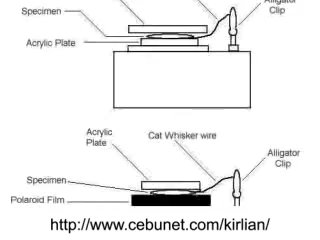 Alligator
Clip
Specimen
Acrylic Plate
Acrylic
Plate
Cat Whisker wire
Alligator
Clip
Specimen
Polaroid Film
http://www.cebunet.com/kirlian/